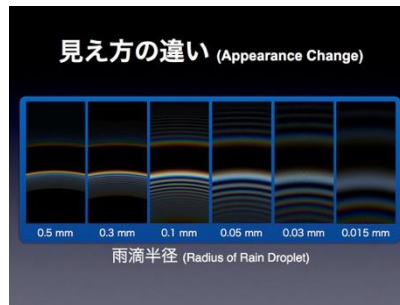 見え方の違い (Appearance Change)
0.5 mm 0.3 mm 0.1 mm 0.05 mm 0.03 mm 0.015 mm
雨滴半径 (Radius of Rain Droplet)